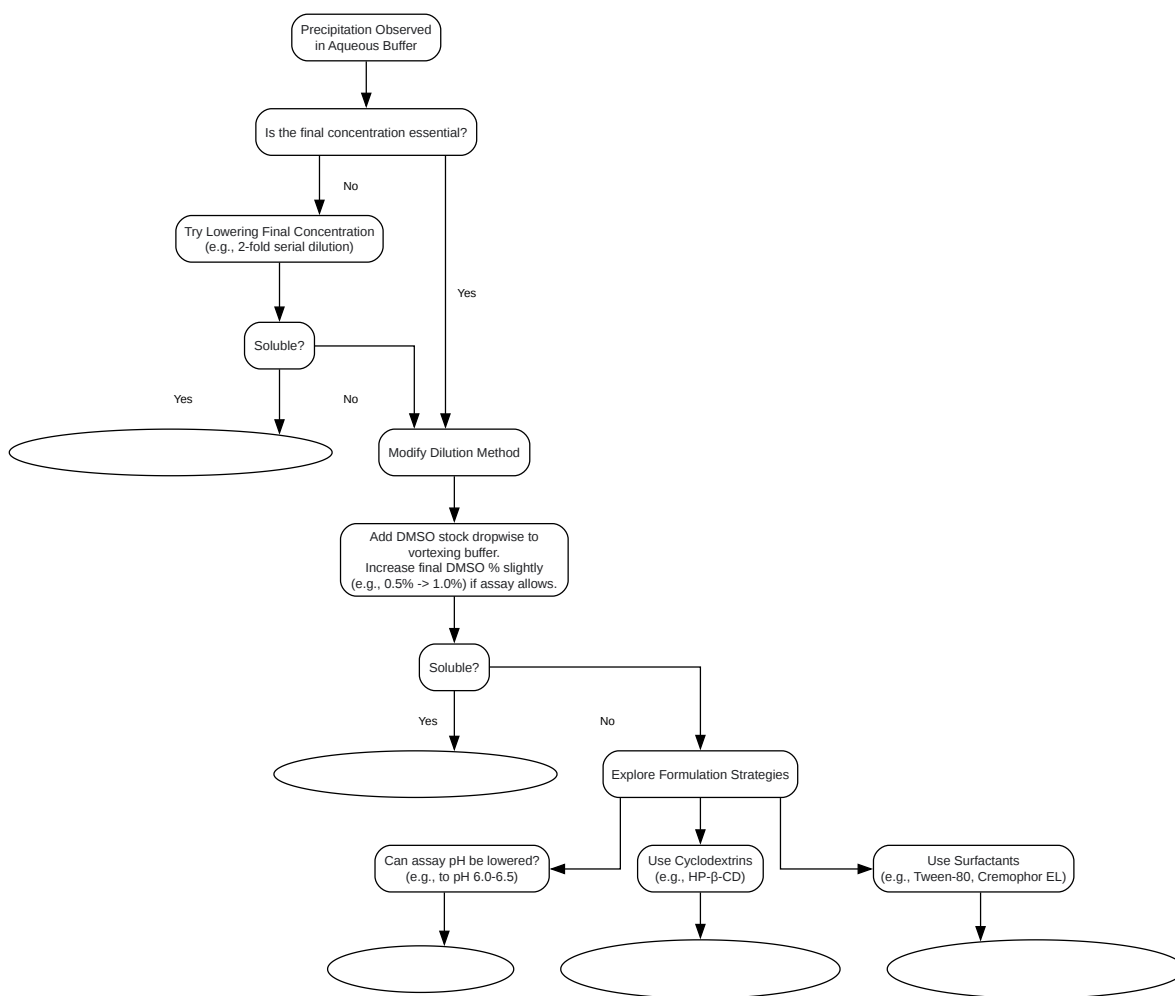 Precipitation Observed
in Aqueous Buffer
Is the final concentration essential?
No
Try Lowering Final Concentration
(e.g., 2-fold serial dilution)
Yes
Soluble?
Yes
No
Modify Dilution Method
Add DMSO stock dropwise to
vortexing buffer.
Increase final DMSO % slightly
(e.g., 0.5% -> 1.0%) if assay allows.
Soluble?
Yes
No
Explore Formulation Strategies
Can assay pH be lowered?
(e.g., to pH 6.0-6.5)
Use Cyclodextrins
(e.g., HP-β-CD)
Use Surfactants
(e.g., Tween-80, Cremophor EL)